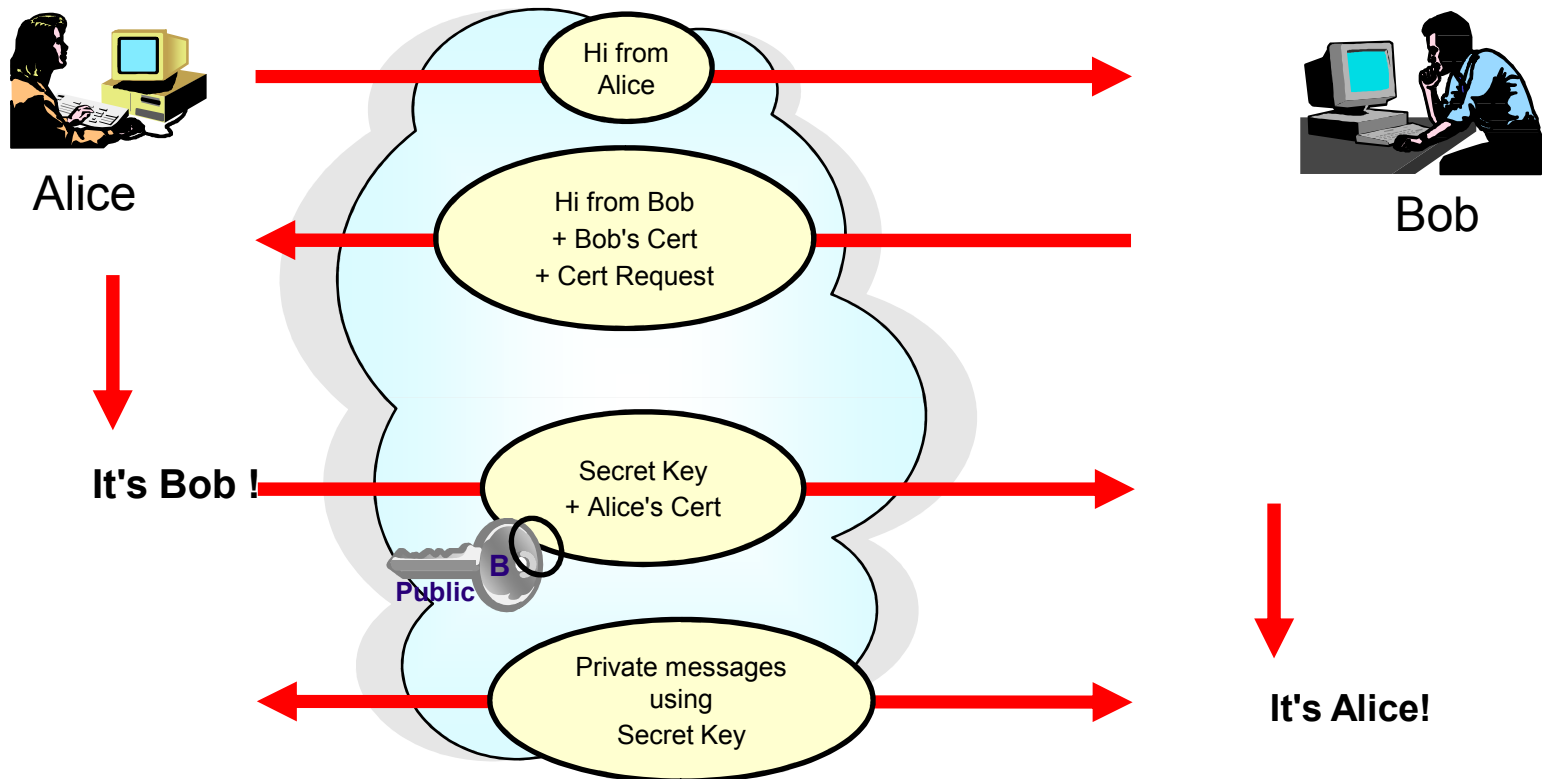 Hi from
Alice
Alice
Hi from Bob
+ Bob's Cert
+ Cert Request
Bob
It's Bob !
Secret Key
+ Alice's Cert
B
Public
Private messages
using
Secret Key
It's Alice!